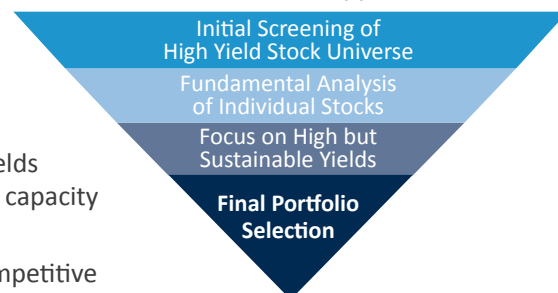 Initial Screening of
High Yield Stock Universe
Fundamental Analysis
of Individual Stocks
Focus on High but
Sustainable Yields
Final Portfolio
Selection
capacity